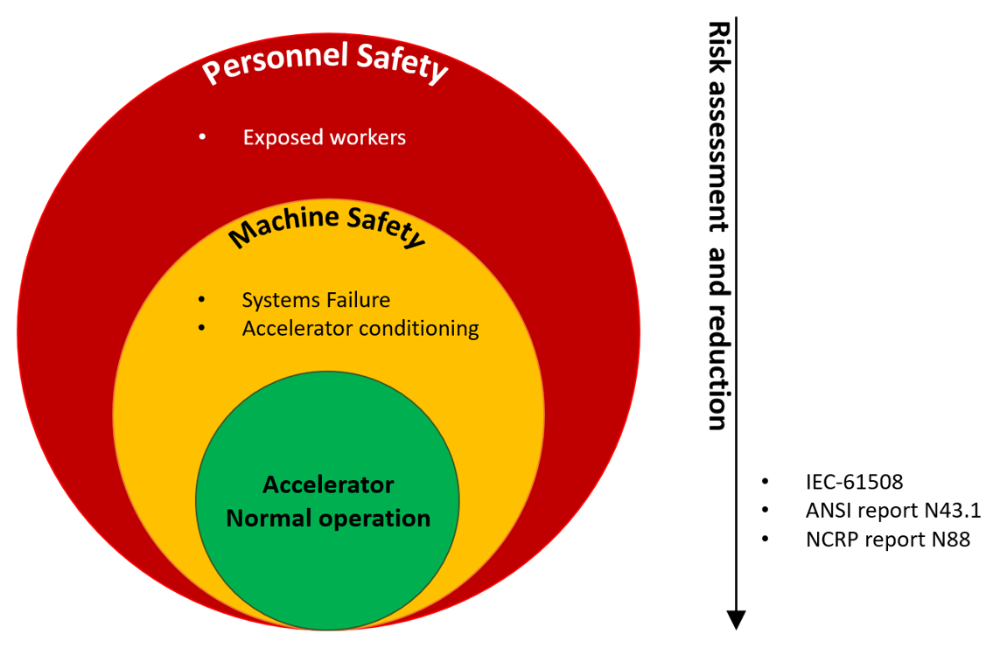 Personnel Safety
• Exposed workers
Machine Safety
• Systems Failure
• Accelerator conditioning
Accelerator
Normal operation
Risk assessment and reduction
• IEC-61508
• ANSI report N43.1
• NCRP report N88